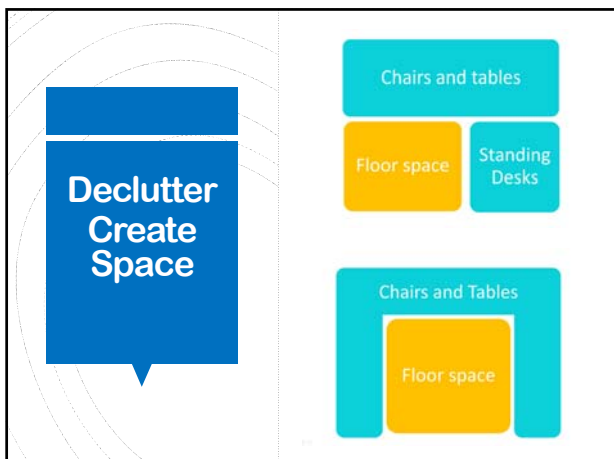 Declutter
Create
Space
Chairs and tables
Floor space
Standing
Desks
Chairs and Tables
Floor space